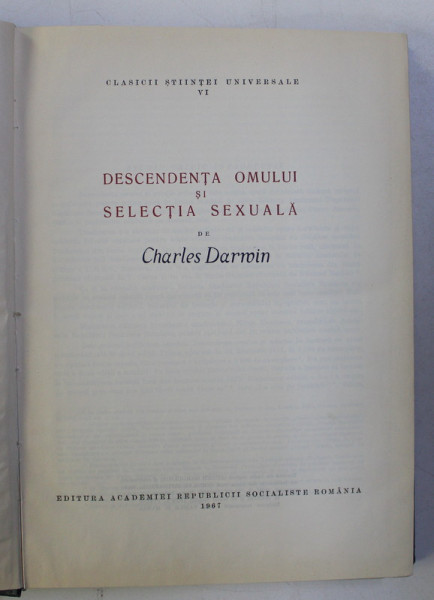 CLASICII ȘTIINȚEI UNIVERSALE
VI
DESCENDENȚA OMULUI
ȘI
SELECȚIA SEXUALĂ
DE
Charles Darwin
EDITURA ACADEMIEI REPUBLICII SOCIALISTE ROMÂNIA
1967